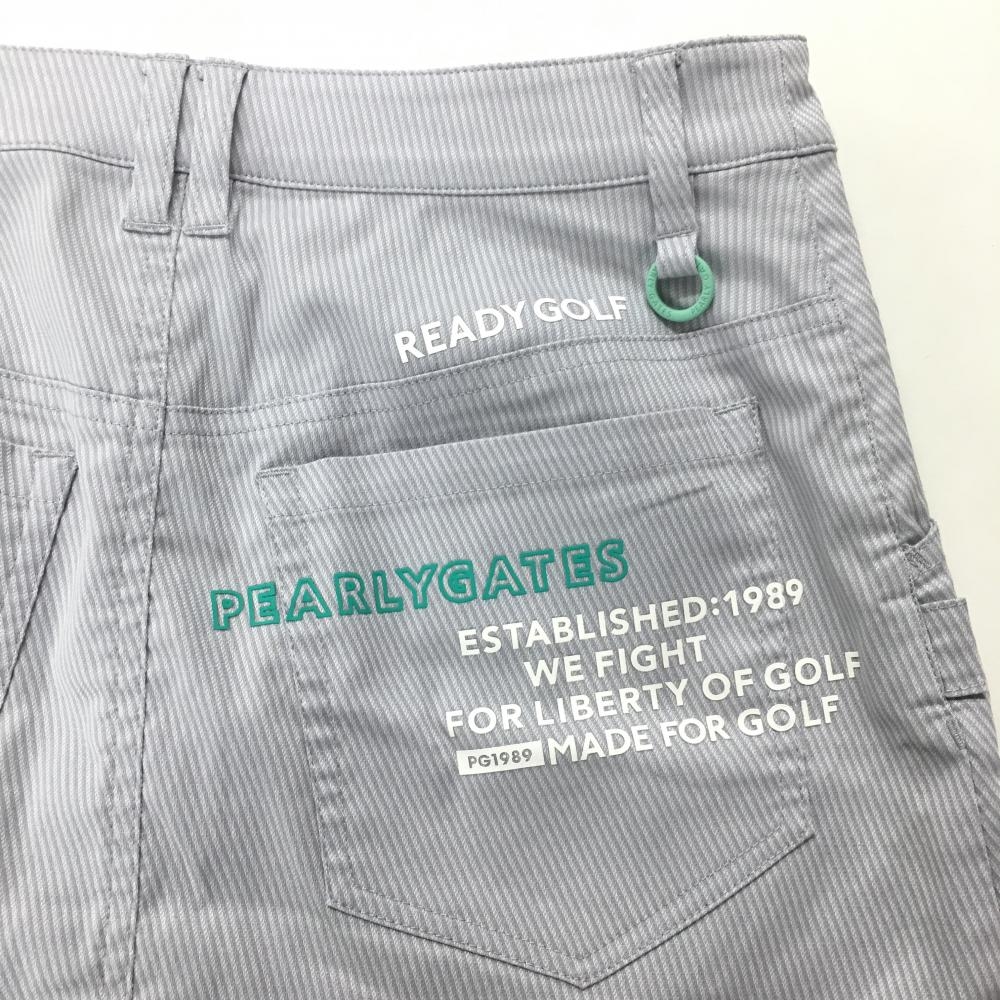 READY GOLF
PEARLYGATES
ESTABLISHED:1989
WE FIGHT
FOR LIBERTY OF GOLF
PG1989 MADE FOR GOLF